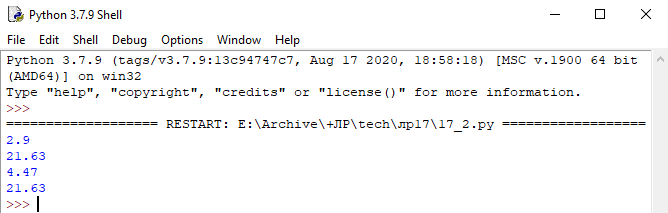 Python 3.7.9 Shell
File Edit Shell Debug Options Window Help
Python 3.7.9 (tags/v3.7.9:13c94747c7, Aug 17 2020, 18:58:18) [MSC v.1900 64 bit
(AMD64)] on win32
Type "help", "copyright", "credits" or "license()" for more information.
>>>
=================== RESTART: E:\Archive\+ЛР\tech\лр17\17_2.py ==================
2.9
21.63
4.47
21.63
>>>